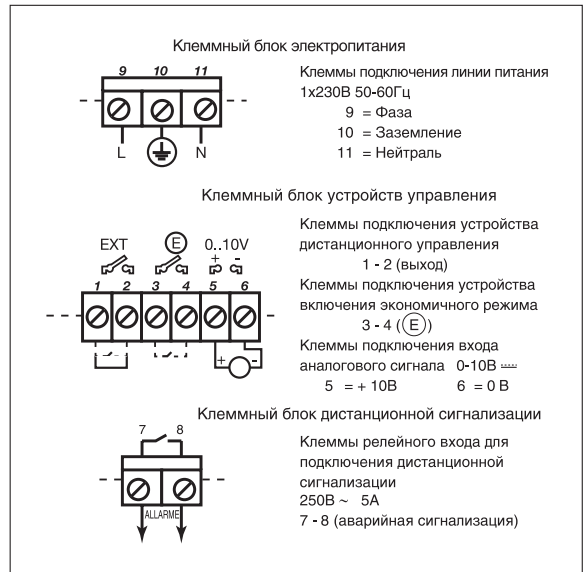 Клеммный блок электропитания
9 10 11
L N
Клеммы подключения линии питания
1x230В 50-60Гц
9 = Фаза
10 = Заземление
11 = Нейтраль
Клеммный блок устройств управления
EXT E 0..10V
+ -
1 2 3 4 5 6
+ -
Клеммы подключения устройства
дистанционного управления
1 - 2 (выход)
Клеммы подключения устройства
включения экономичного режима
3 - 4 (E)
Клеммы подключения входа
аналогового сигнала 0-10В
5 = + 10В 6 = 0 В
Клеммный блок дистанционной сигнализации
7 8
ALLARME
Клеммы релейного входа для
подключения дистанционной
сигнализации
250В ~ 5А
7 - 8 (аварийная сигнализация)